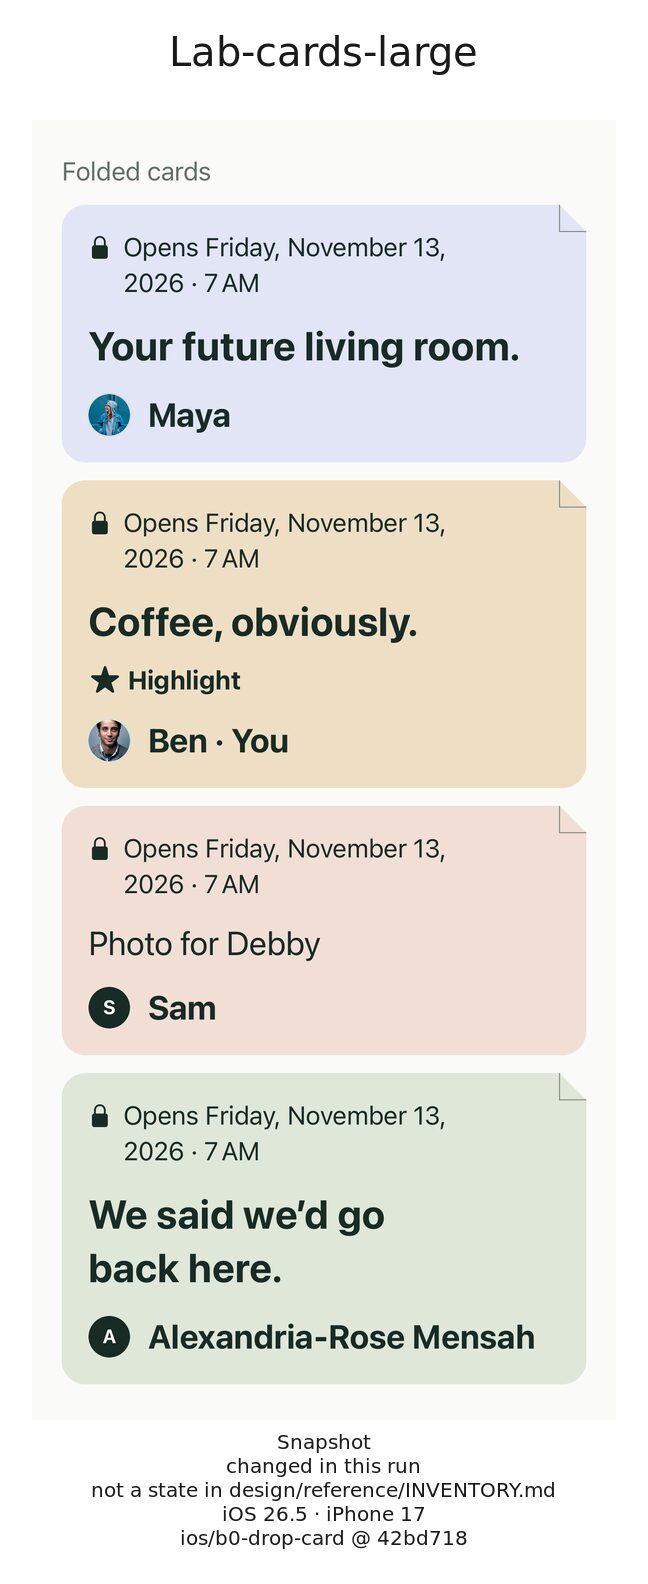 Lab-cards-large
Folded cards
Opens Friday, November 13,
2026 · 7 AM
Your future living room.
Maya
Opens Friday, November 13,
2026 · 7 AM
Coffee, obviously.
Highlight
Ben · You
Opens Friday, November 13,
2026 · 7 AM
Photo for Debby
S Sam
Opens Friday, November 13,
2026 · 7 AM
We said we’d go
back here.
A Alexandria-Rose Mensah
Snapshot
changed in this run
not a state in design/reference/INVENTORY.md
iOS 26.5 · iPhone 17
ios/b0-drop-card @ 42bd718